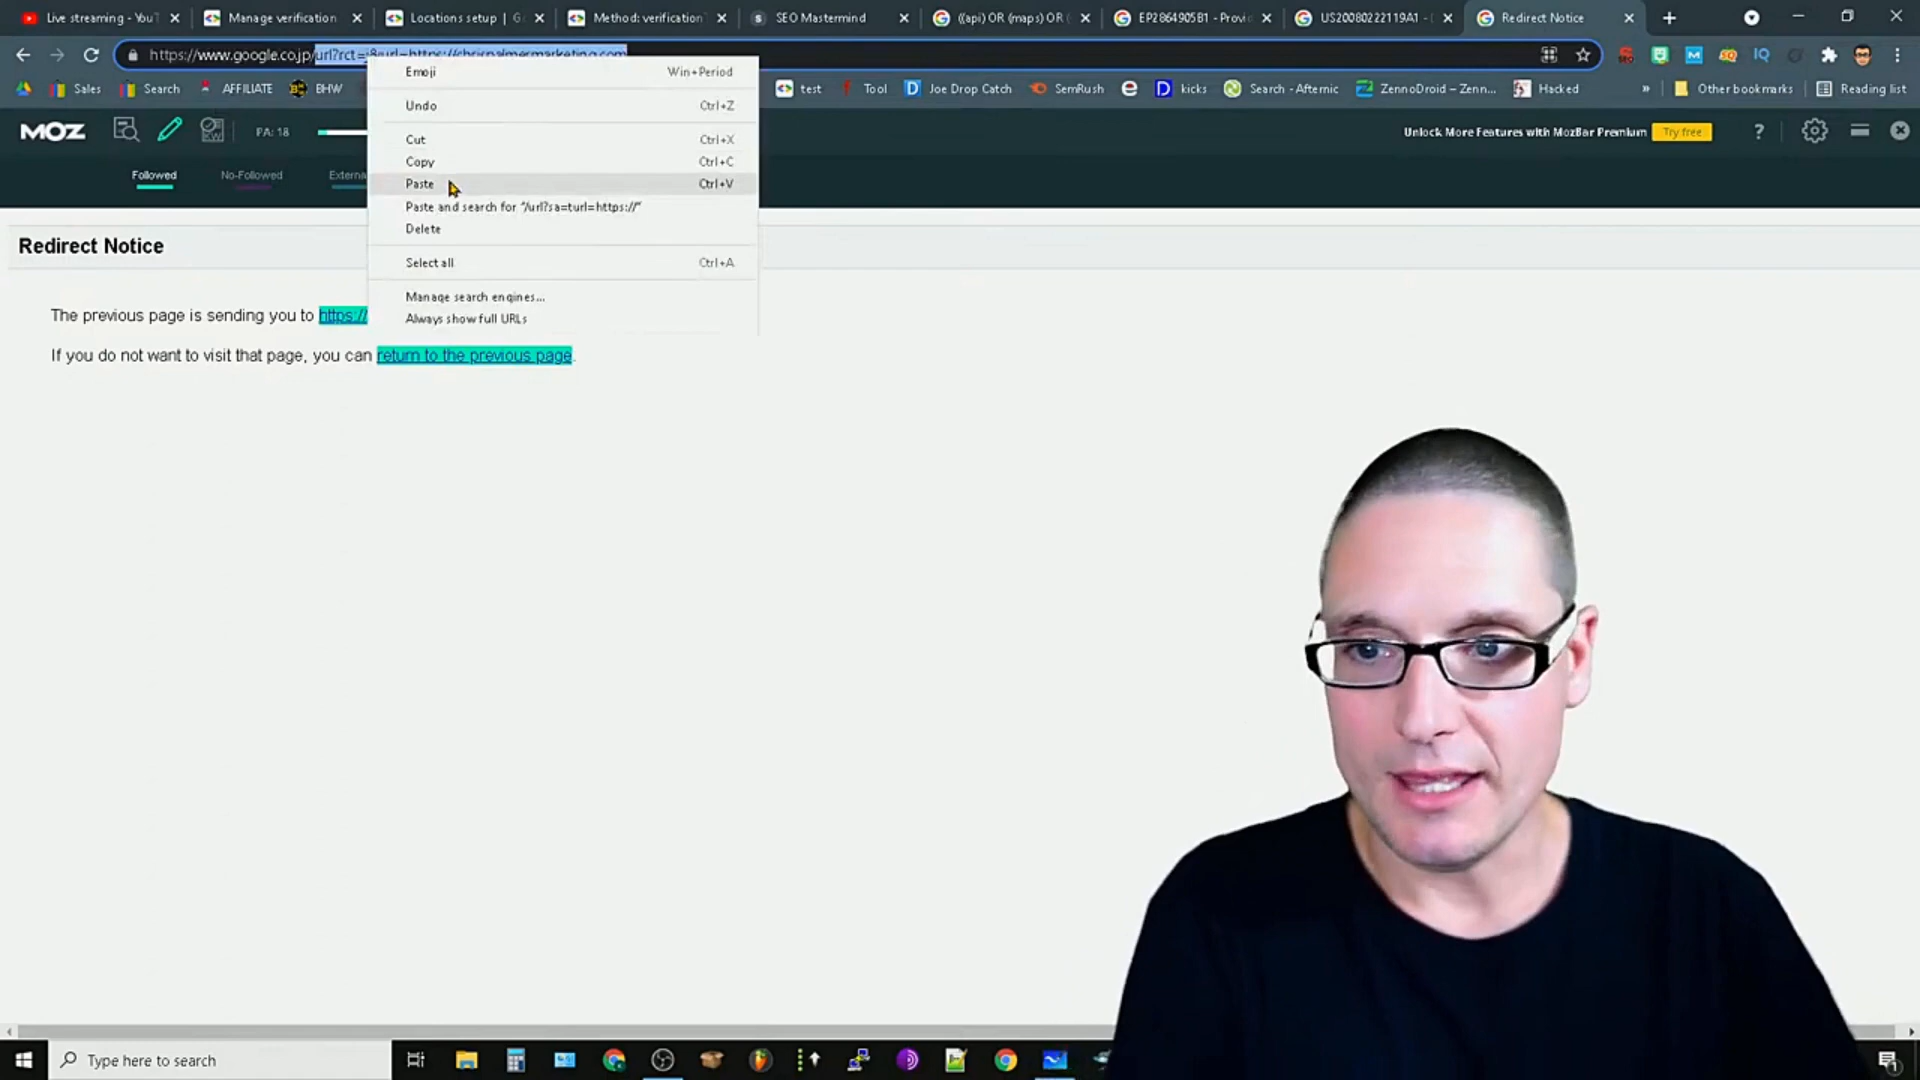 Live streaming - YouT
Manage verification
Locations setup | G
Method: verification
SEO Mastermind
((api) OR (maps) OR (
EP2864905B1 - Provi
US20080222119A1 - (
Redirect Notice
https://www.google.co.jp/url?rct=j&url=https://chrispalmermarketing.com
Sales
Search
AFFILIATE
BHW
test
Tool
Joe Drop Catch
SemRush
kicks
Search - Afternic
ZennoDroid – Zenn...
Hacked
»
Other bookmarks
Reading list
MOZ
PA: 18
Unlock More Features with MozBar Premium
Try free
?
Followed
No-Followed
Externa
Emoji Win+Period
Undo Ctrl+Z
Cut Ctrl+X
Copy Ctrl+C
Paste Ctrl+V
Paste and search for "/url?sa=turl=https://"
Delete
Select all Ctrl+A
Manage search engines...
Always show full URLs
Redirect Notice
The previous page is sending you to https://
If you do not want to visit that page, you can return to the previous page.
Type here to search